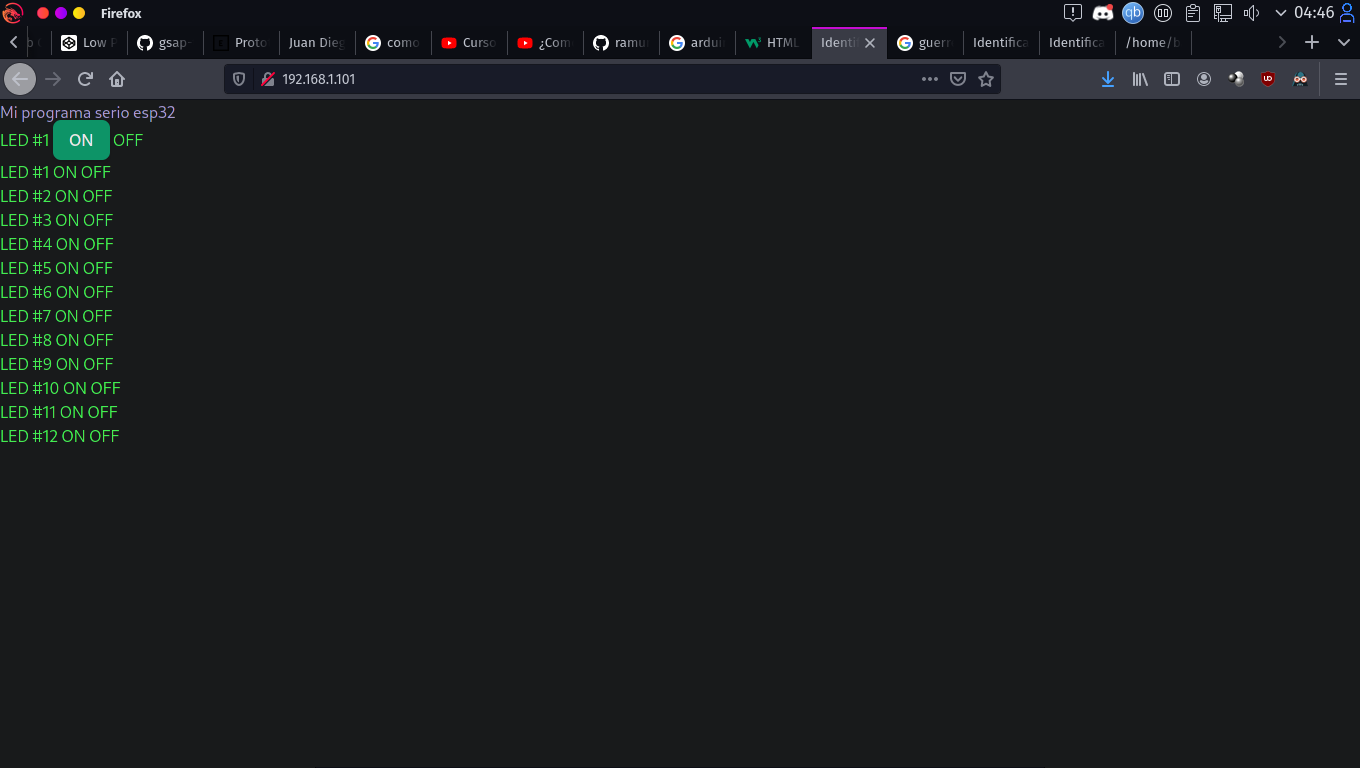 Firefox
04:46
Low P
gsap-
Proto
Juan Dieg
como
Curso
¿Com
ramu
ardui
HTML
Identifi
guerr
Identifica
Identifica
/home/b
192.168.1.101
Mi programa serio esp32
LED #1 ON OFF
LED #1 ON OFF
LED #2 ON OFF
LED #3 ON OFF
LED #4 ON OFF
LED #5 ON OFF
LED #6 ON OFF
LED #7 ON OFF
LED #8 ON OFF
LED #9 ON OFF
LED #10 ON OFF
LED #11 ON OFF
LED #12 ON OFF